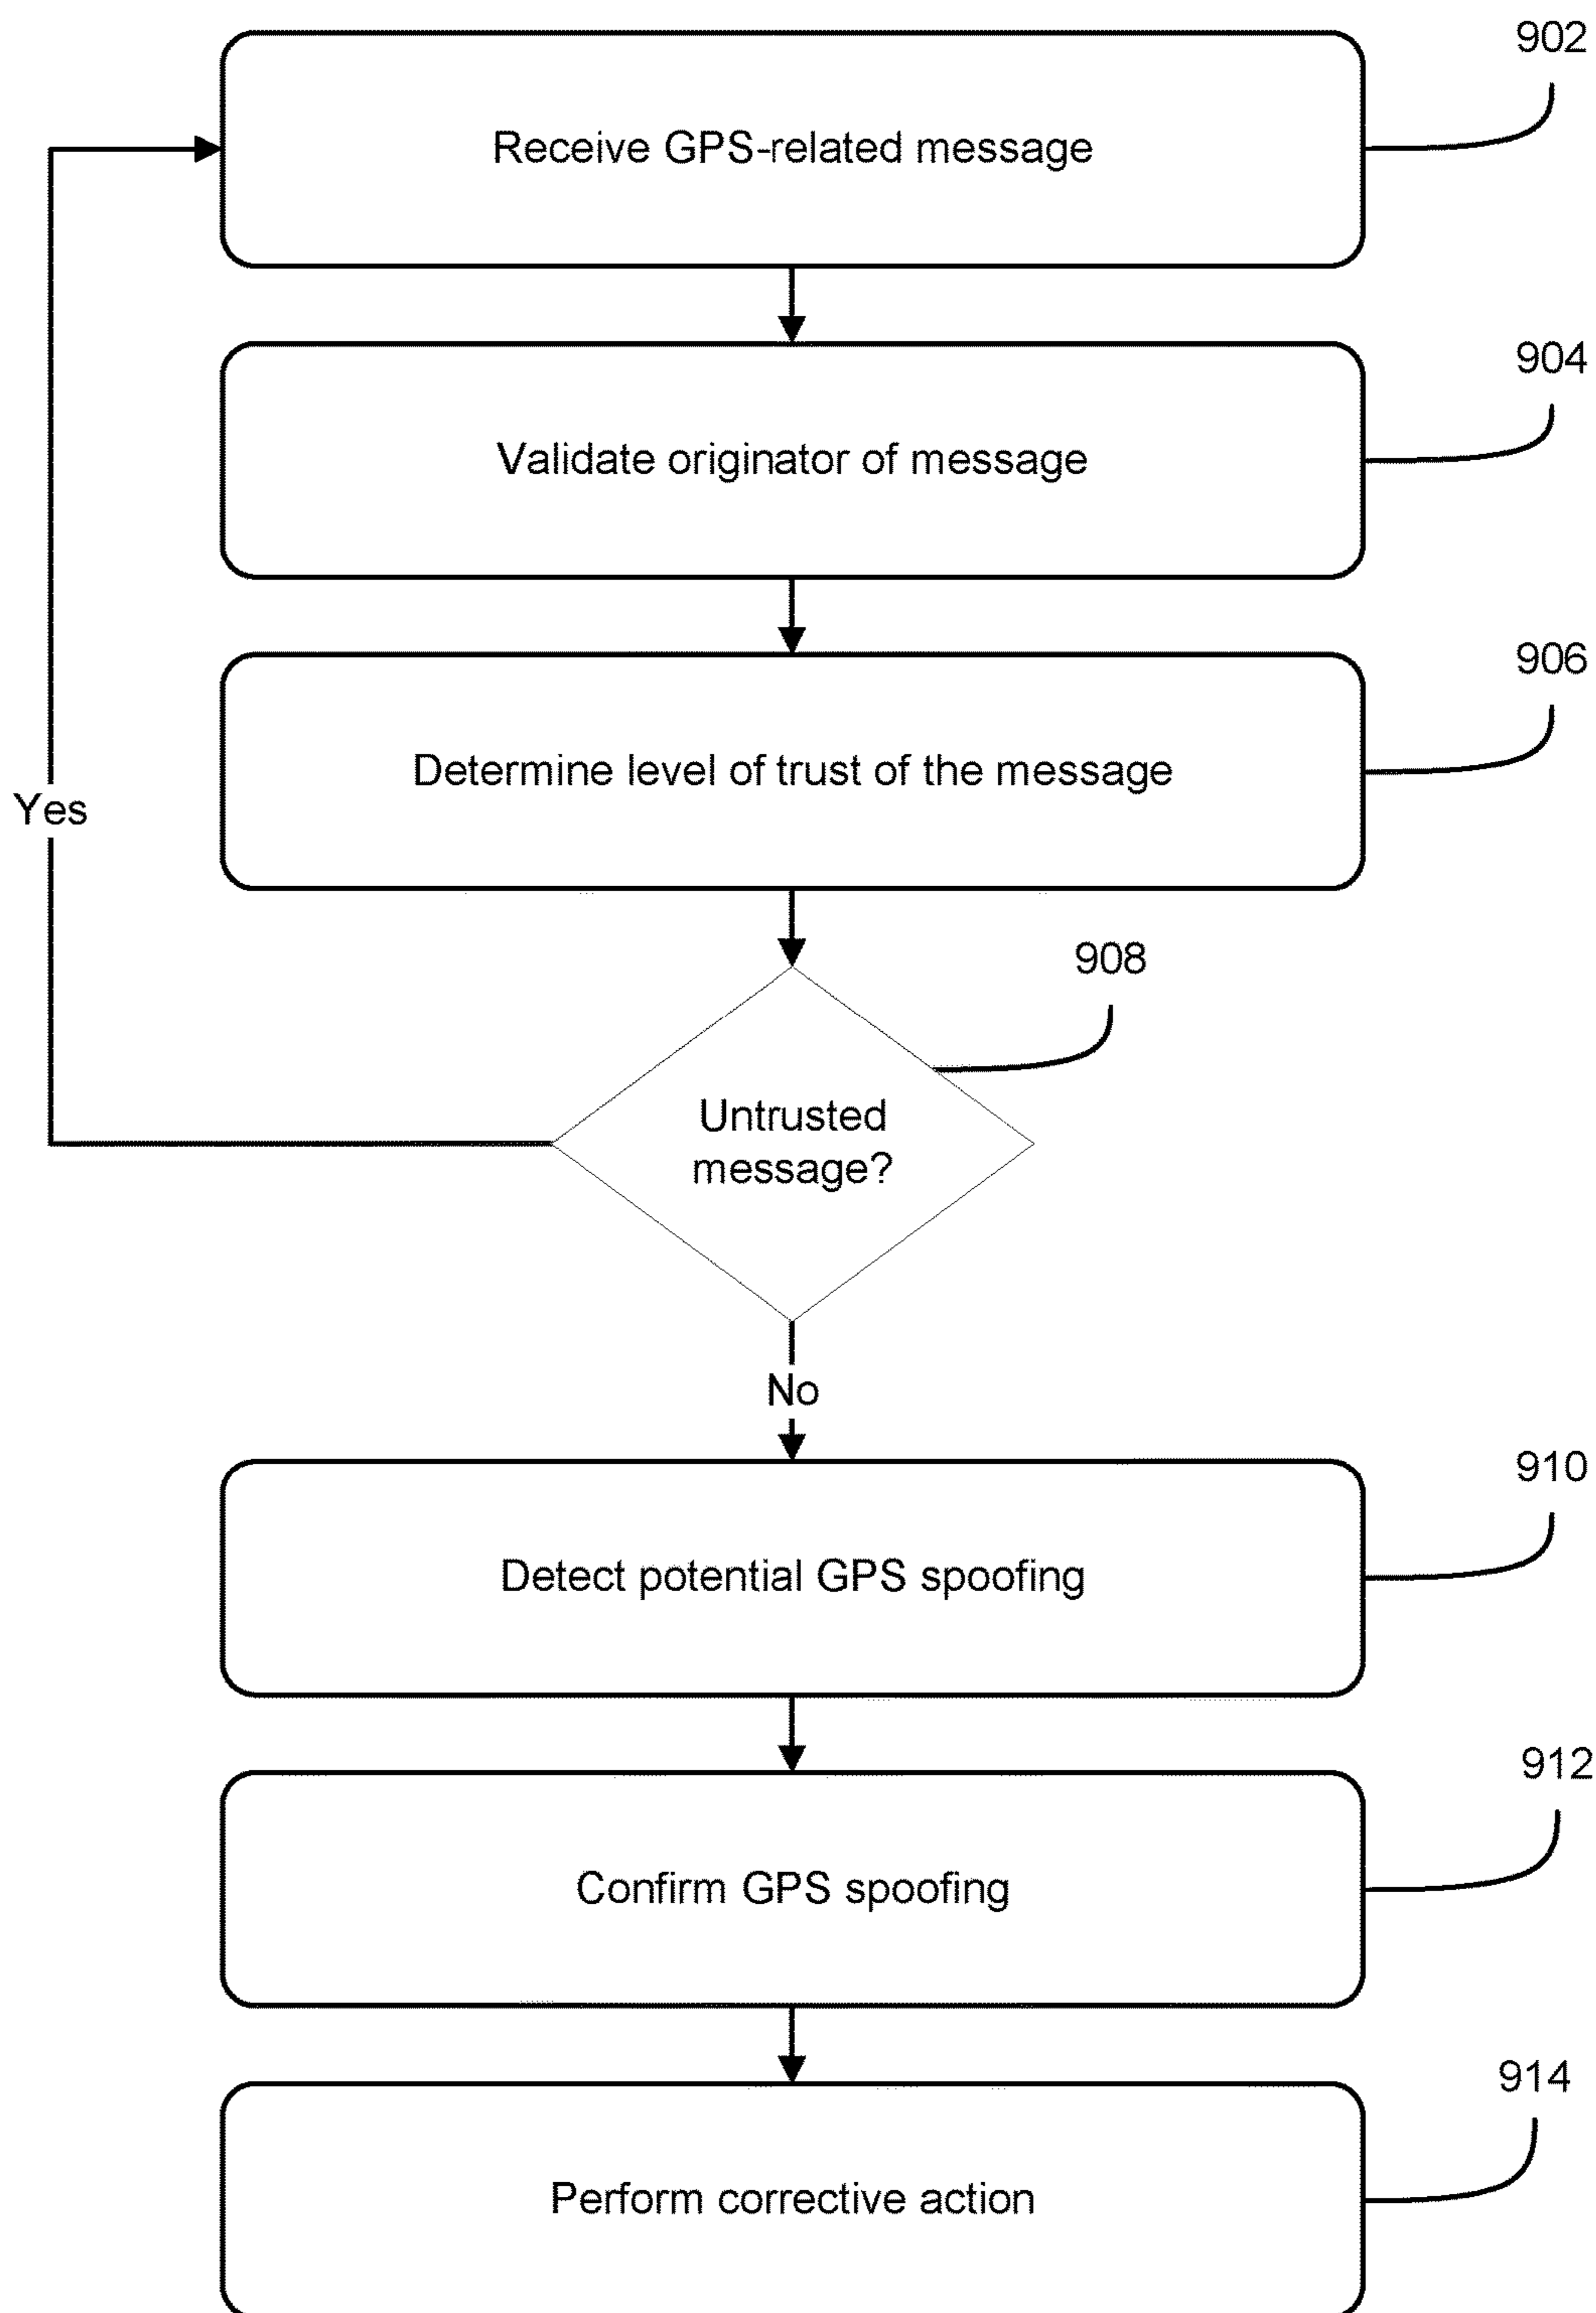 902
Receive GPS-related message
904
Validate originator of message
906
Determine level of trust of the message
Yes
908
Untrusted
message?
No
910
Detect potential GPS spoofing
912
Confirm GPS spoofing
914
Perform corrective action